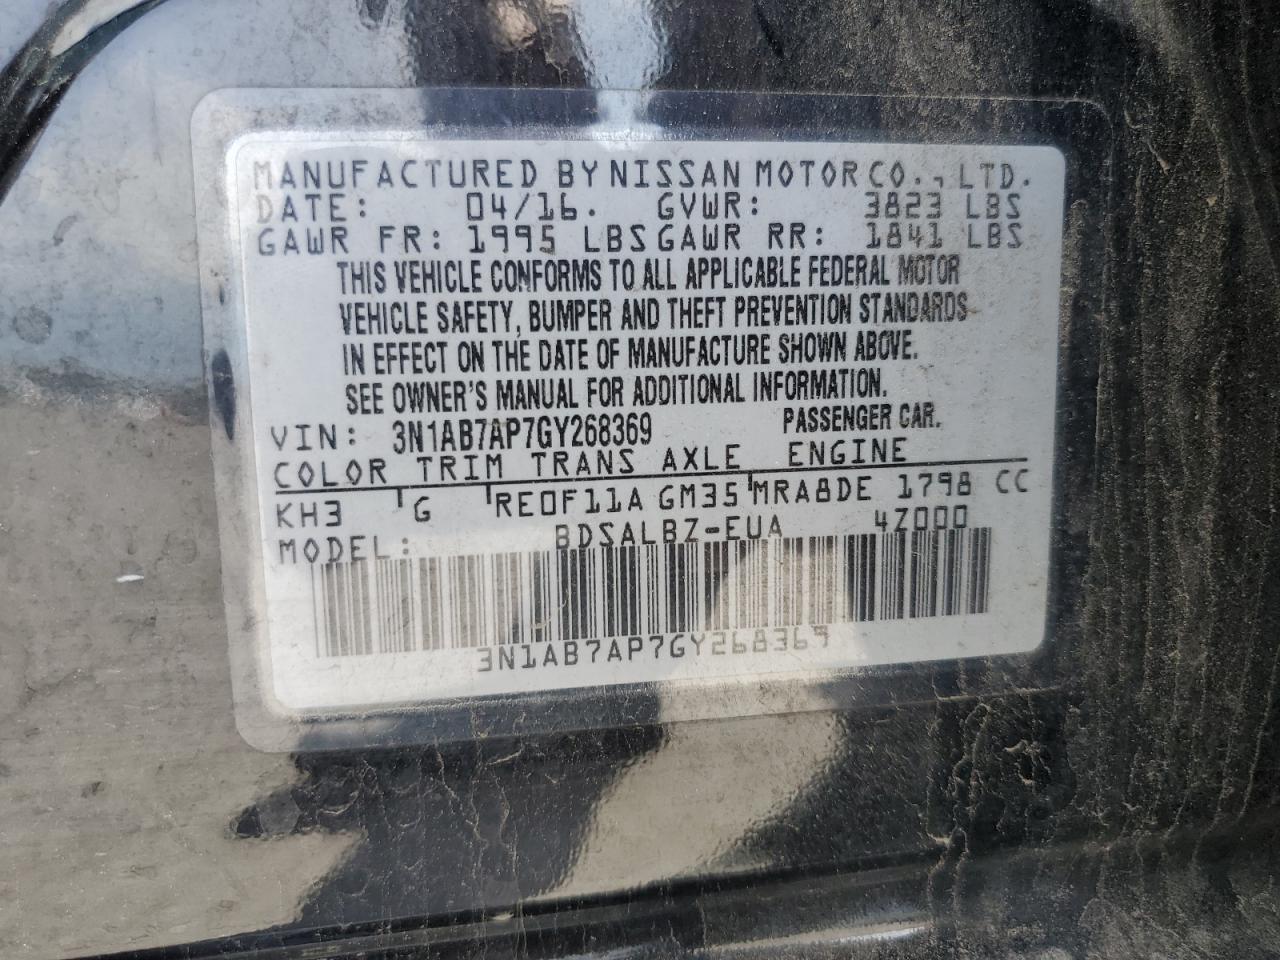 MANUFACTURED BY NISSAN MOTOR CO., LTD.
DATE: 04/16. GVWR: 3823 LBS
GAWR FR: 1995 LBS GAWR RR: 1841 LBS
THIS VEHICLE CONFORMS TO ALL APPLICABLE FEDERAL MOTOR
VEHICLE SAFETY, BUMPER AND THEFT PREVENTION STANDARDS
IN EFFECT ON THE DATE OF MANUFACTURE SHOWN ABOVE.
SEE OWNER'S MANUAL FOR ADDITIONAL INFORMATION.
VIN: 3N1AB7AP7GY268369 PASSENGER CAR.
COLOR TRIM TRANS AXLE ENGINE
KH3 G RE0F11A GM35 MRA8DE 1798 CC
MODEL: BDSALBZ-EUA 4Z000
3N1AB7AP7GY268369